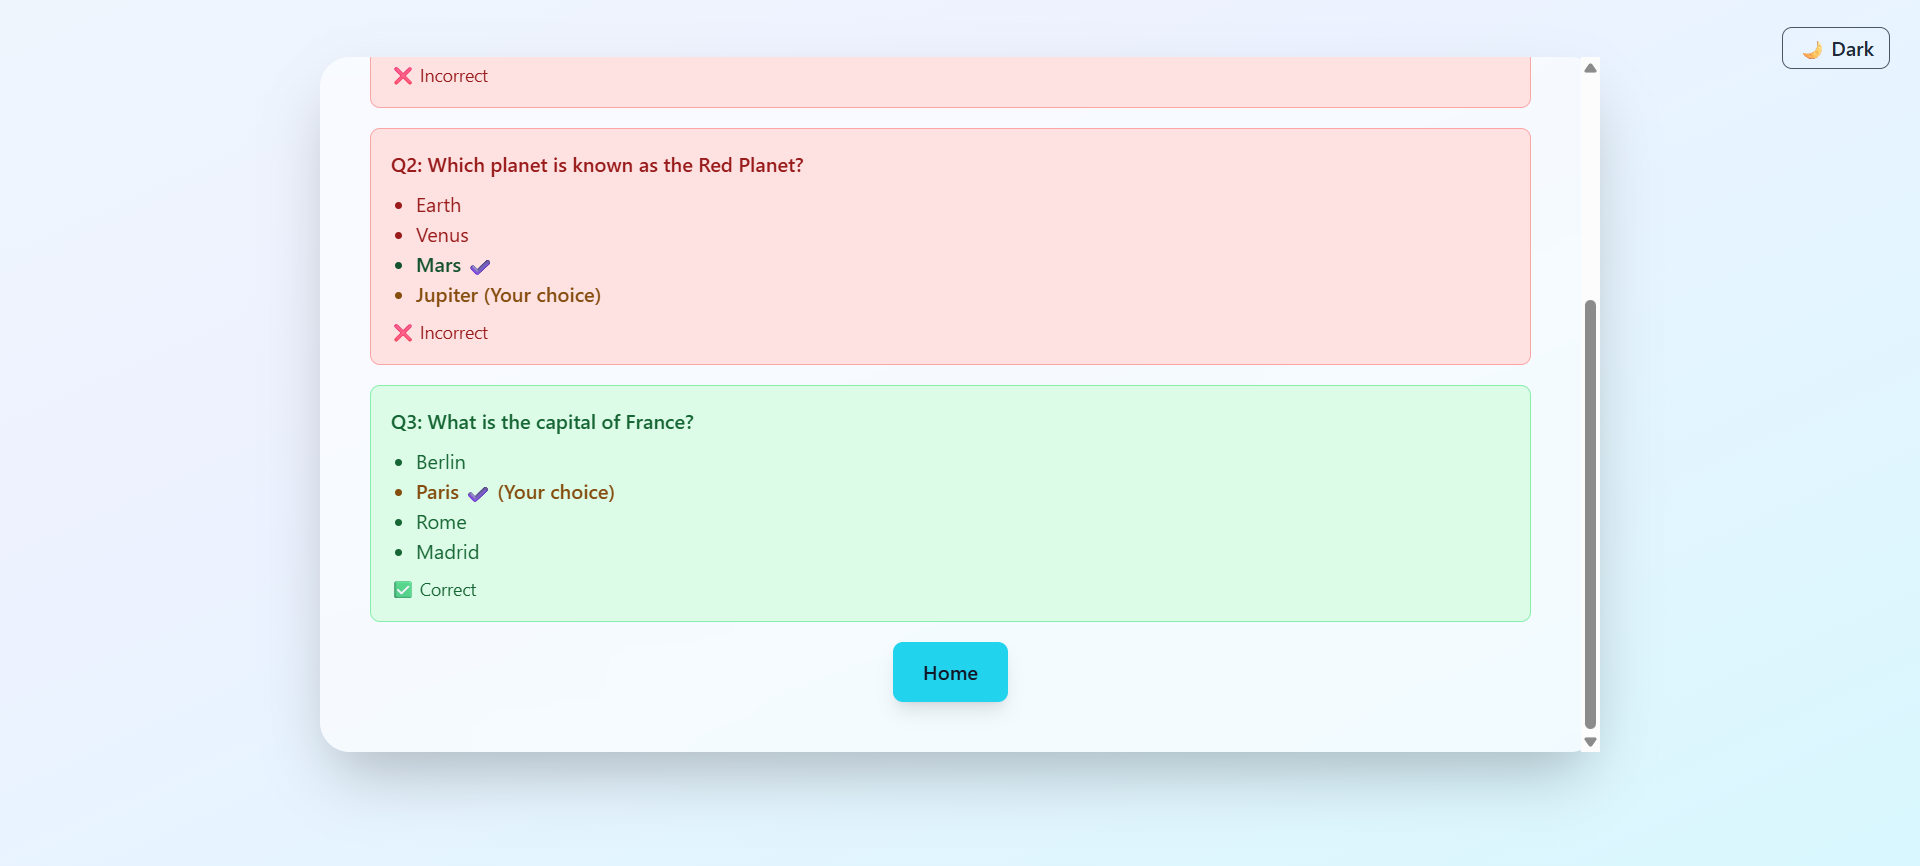 🌙 Dark
❌ Incorrect
Q2: Which planet is known as the Red Planet?
• Earth
• Venus
• Mars ✔
• Jupiter (Your choice)
❌ Incorrect
Q3: What is the capital of France?
• Berlin
• Paris ✔ (Your choice)
• Rome
• Madrid
✅ Correct
Home